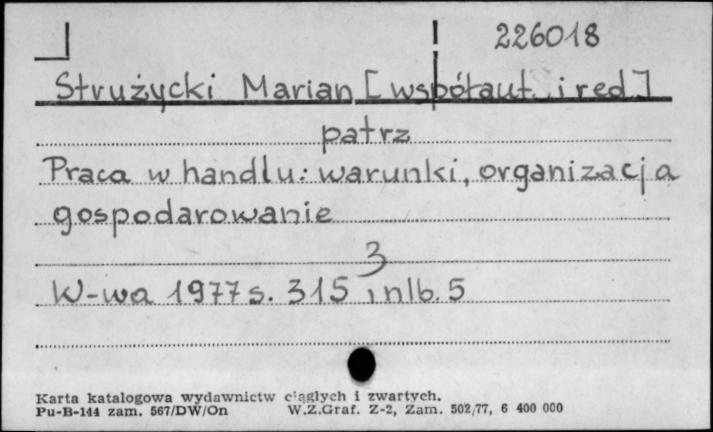 226018
Strużycki Marian [współaut. i red]
patrz
Praca w handlu: warunki, organizacja
gospodarowanie
3
W-wa 1977 s. 315, nlb. 5
Karta katalogowa wydawnictw ciągłych i zwartych.
Pu-B-144 zam. 567/DW/On W.Z.Graf. Z-2, Zam. 502/77, 6 400 000